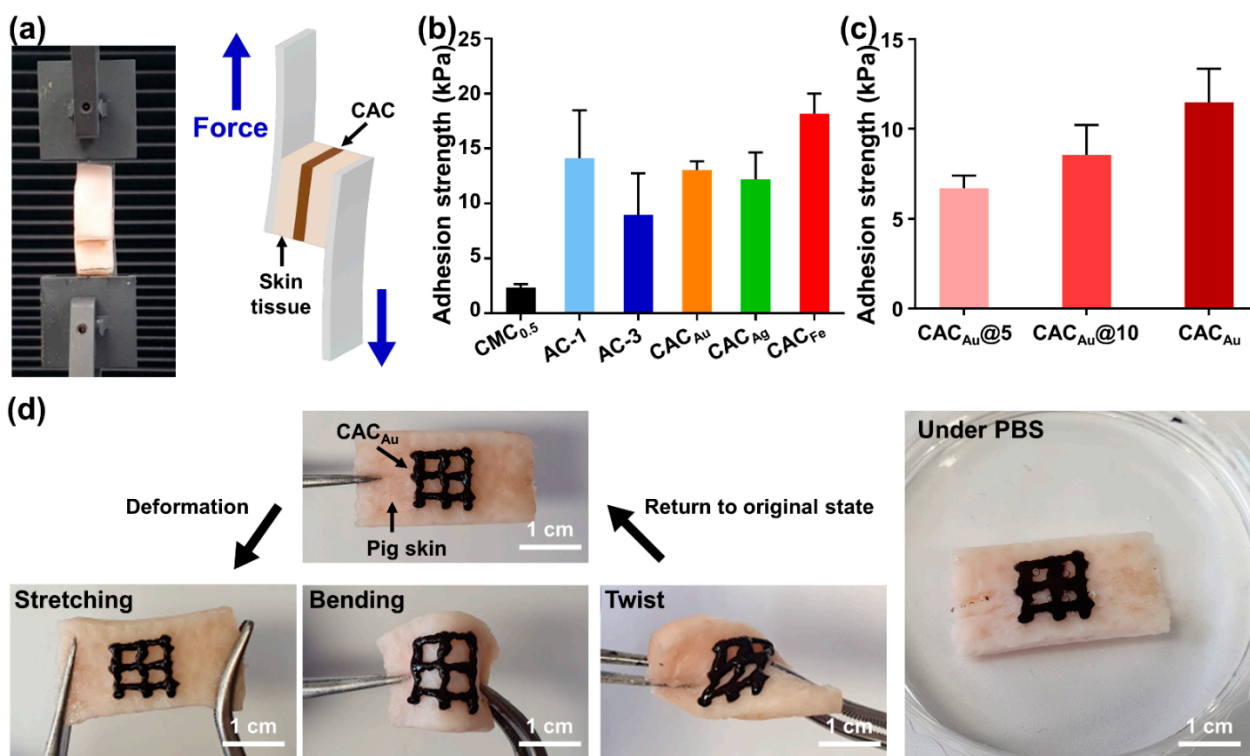 (a)
Force
CAC
Skin
tissue
(b)
Adhesion strength (kPa)
25
20
15
10
5
0
CMC0.5
AC-1
AC-3
CACAu
CACAg
CACFe
(c)
Adhesion strength (kPa)
15
10
5
0
CACAu@5
CACAu@10
CACAu
(d)
CACAu
Pig skin
1 cm
Deformation
Return to original state
Stretching
1 cm
Bending
1 cm
Twist
1 cm
Under PBS
1 cm